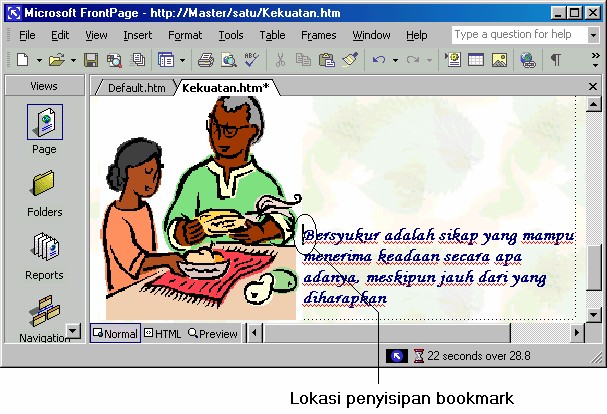 Microsoft FrontPage - http://Master/satu/Kekuatan.htm
File Edit View Insert Format Tools Table Frames Window Help Type a question for help
Views
Default.htm Kekuatan.htm*
Page
Folders
Reports
Navigation
Bersyukur adalah sikap yang mampu
menerima keadaan secara apa
adanya, meskipun jauh dari yang
diharapkan
Normal HTML Preview
22 seconds over 28.8
Lokasi penyisipan bookmark